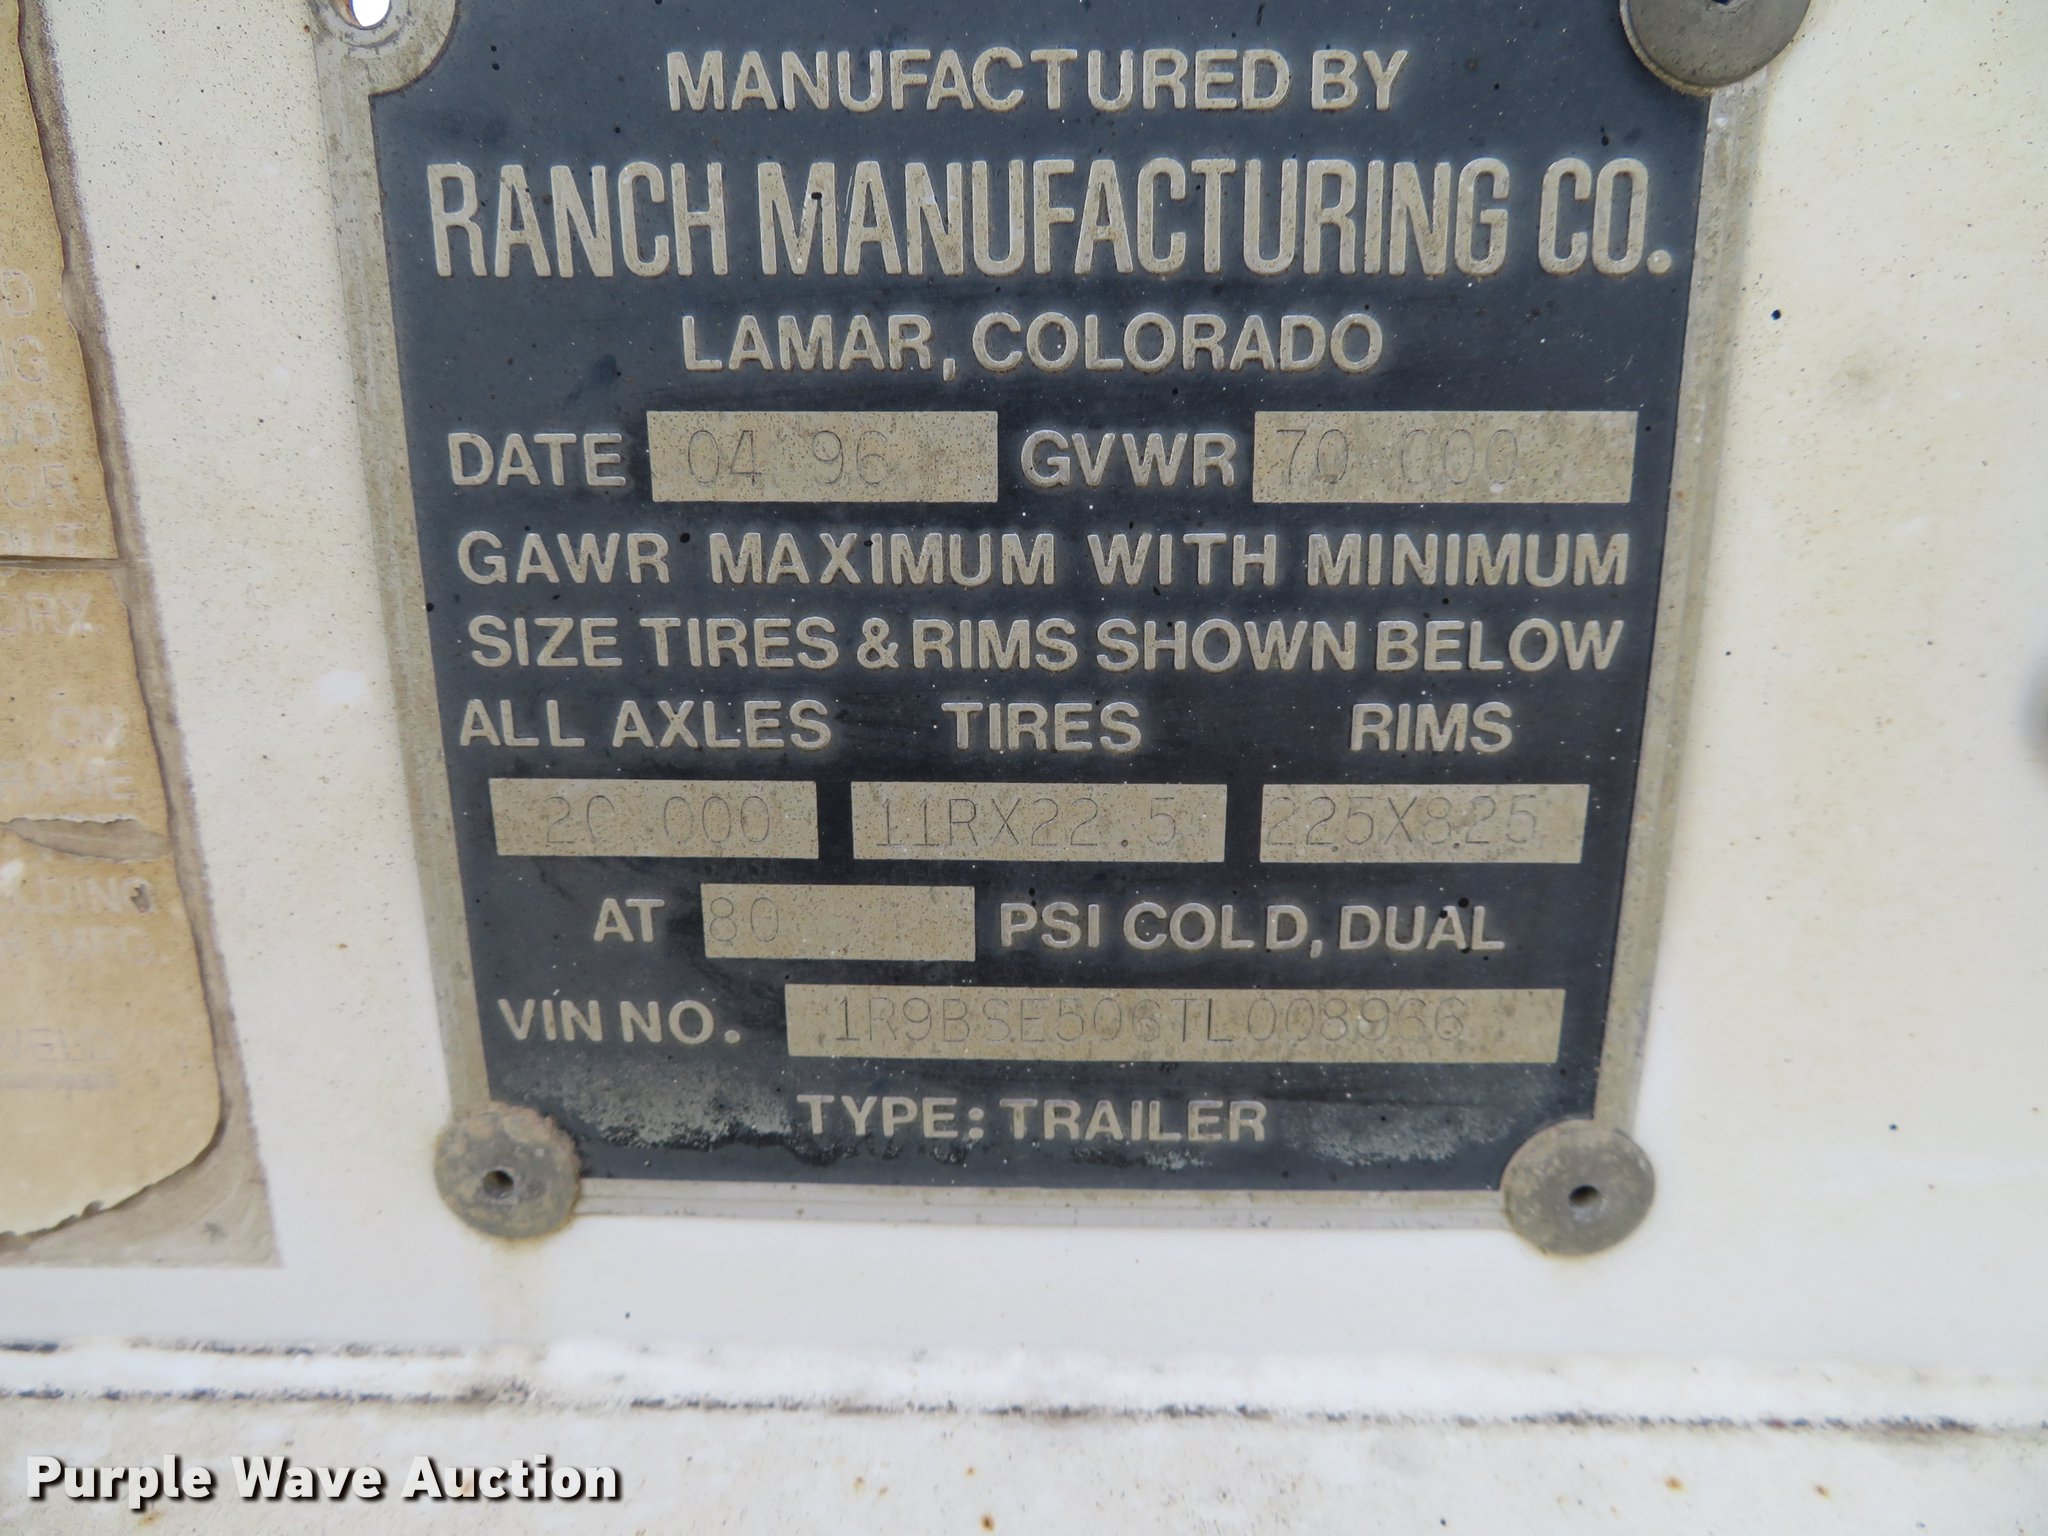 MANUFACTURED BY
RANCH MANUFACTURING CO.
LAMAR, COLORADO
DATE 04 96 GVWR 70 000
GAWR MAXIMUM WITH MINIMUM
SIZE TIRES & RIMS SHOWN BELOW
ALL AXLES TIRES RIMS
20 000 11RX22.5 225X825
AT 80 PSI COLD, DUAL
VIN NO.
TYPE: TRAILER
MFG.
Purple Wave Auction